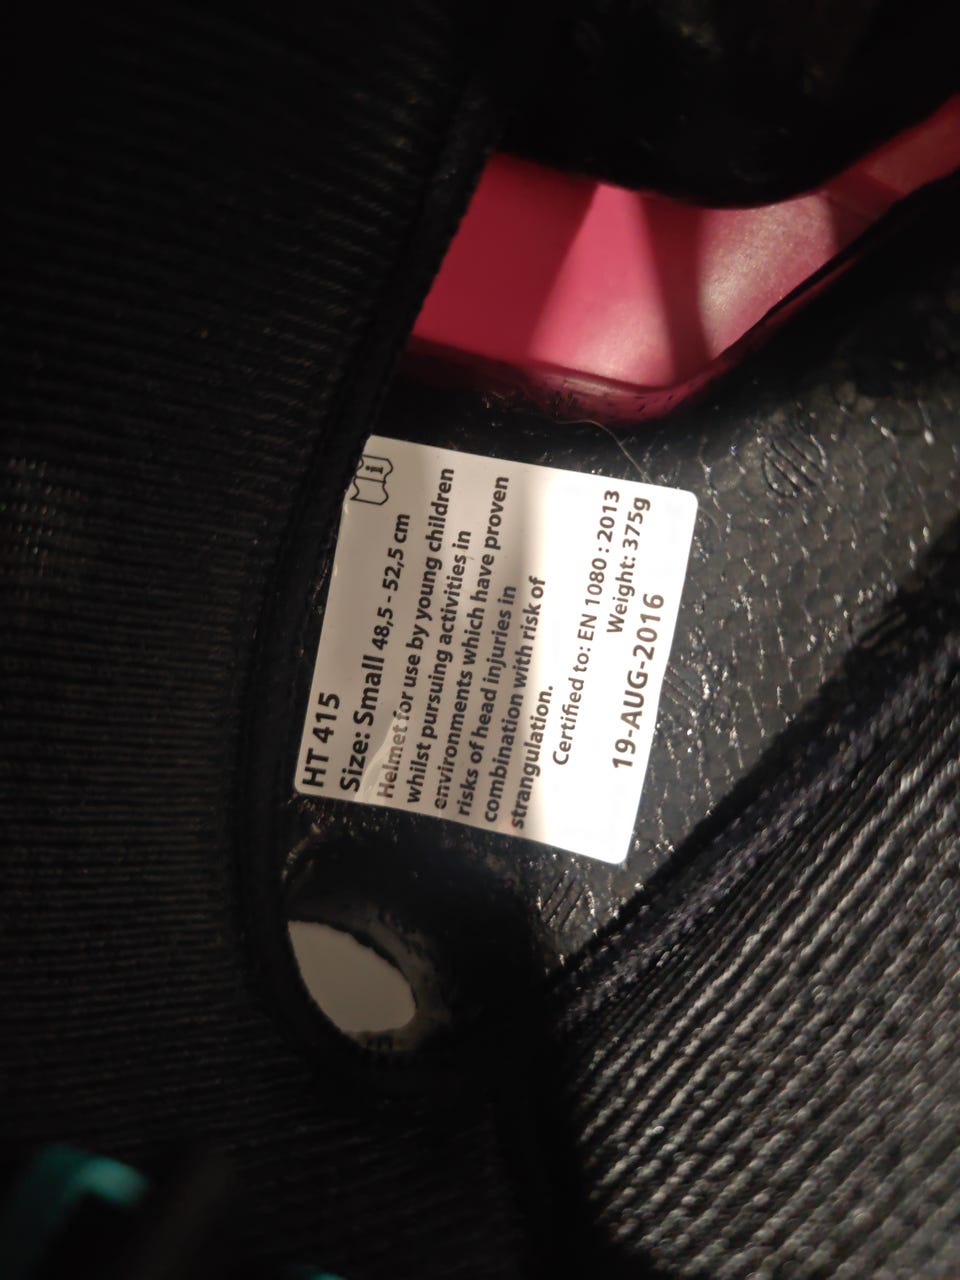 HT 415
Size: Small 48,5 - 52,5 cm
Helmet for use by young children
whilst pursuing activities in
environments which have proven
risks of head injuries in
combination with risk of
strangulation.
Certified to: EN 1080 : 2013
Weight: 375g
19-AUG-2016
i